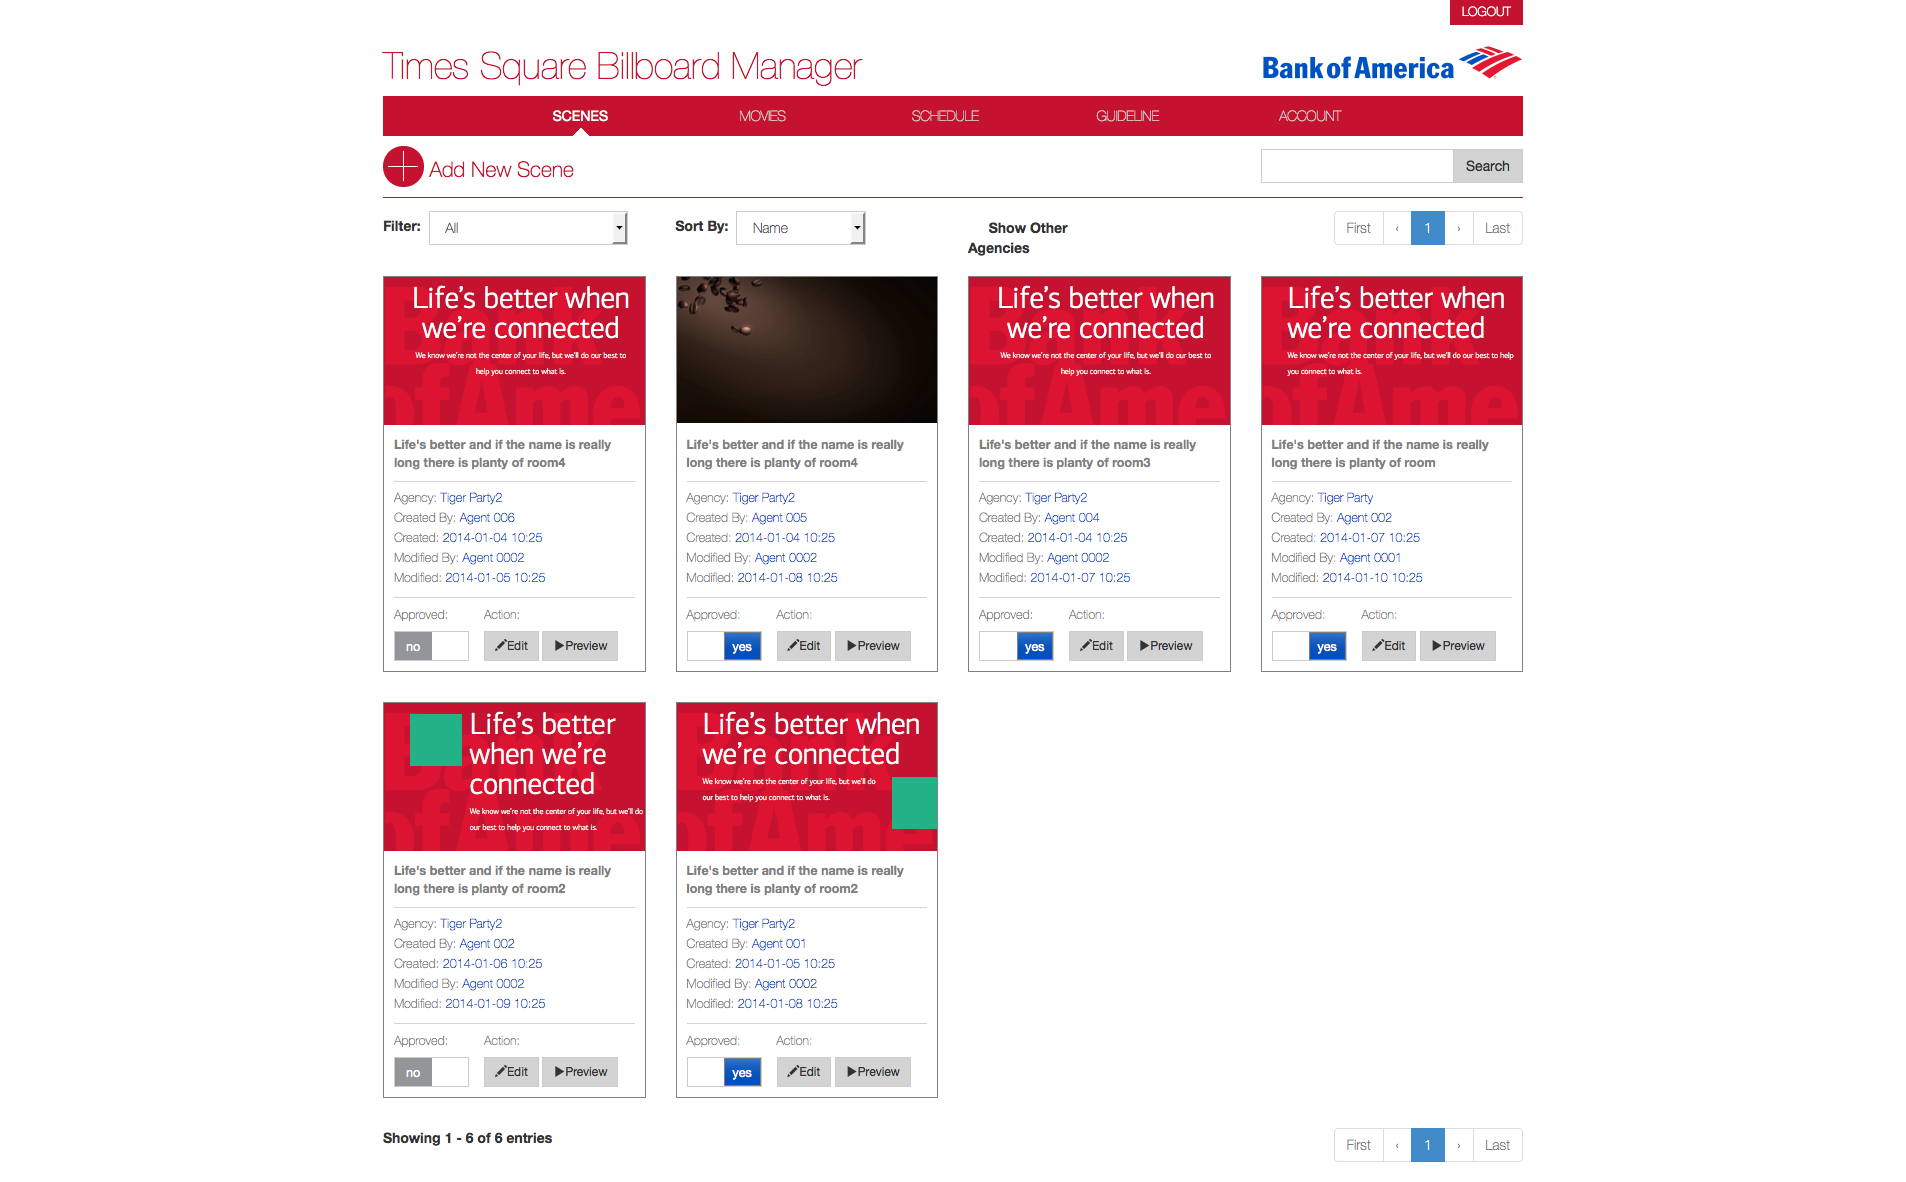 LOGOUT
Times Square Billboard Manager
Bank of America
SCENES MOVIES SCHEDULE GUIDELINE ACCOUNT
Add New Scene
Search
Filter: All Sort By: Name Show Other
Agencies
First ‹ 1 › Last
Life's better when
we're connected
We know we're not the center of your life, but we'll do our best to
help you connect to what is.
Bank
of Ame
Life's better and if the name is really
long there is planty of room4
Agency: Tiger Party2
Created By: Agent 006
Created: 2014-01-04 10:25
Modified By: Agent 0002
Modified: 2014-01-05 10:25
Approved: Action:
no Edit Preview
Life's better and if the name is really
long there is planty of room4
Agency: Tiger Party2
Created By: Agent 005
Created: 2014-01-04 10:25
Modified By: Agent 0002
Modified: 2014-01-08 10:25
Approved: Action:
yes Edit Preview
Life's better when
we're connected
We know we're not the center of your life, but we'll do our best to
help you connect to what is.
Bank
of Ame
Life's better and if the name is really
long there is planty of room3
Agency: Tiger Party2
Created By: Agent 004
Created: 2014-01-04 10:25
Modified By: Agent 0002
Modified: 2014-01-07 10:25
Approved: Action:
yes Edit Preview
Life's better when
we're connected
We know we're not the center of your life, but we'll do our best to help
you connect to what is.
Bank
of Ame
Life's better and if the name is really
long there is planty of room
Agency: Tiger Party
Created By: Agent 002
Created: 2014-01-07 10:25
Modified By: Agent 0001
Modified: 2014-01-10 10:25
Approved: Action:
yes Edit Preview
Life's better
when we're
connected
We know we're not the center of your life, but we'll do
our best to help you connect to what is.
Bank
of Ame
Life's better and if the name is really
long there is planty of room2
Agency: Tiger Party2
Created By: Agent 002
Created: 2014-01-06 10:25
Modified By: Agent 0002
Modified: 2014-01-09 10:25
Approved: Action:
no Edit Preview
Life's better when
we're connected
We know we're not the center of your life, but we'll do
our best to help you connect to what is.
Bank
of Ame
Life's better and if the name is really
long there is planty of room2
Agency: Tiger Party2
Created By: Agent 001
Created: 2014-01-05 10:25
Modified By: Agent 0002
Modified: 2014-01-08 10:25
Approved: Action:
yes Edit Preview
Showing 1 - 6 of 6 entries
First ‹ 1 › Last